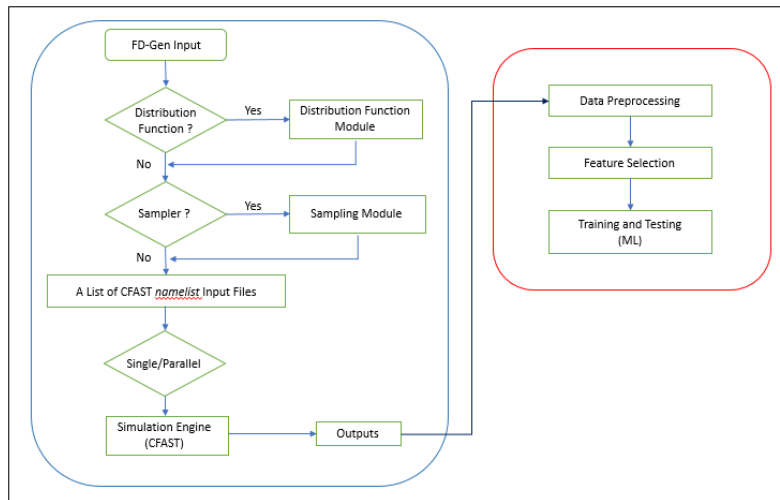 FD-Gen Input
Distribution
Function ?
Yes
Distribution Function
Module
No
Sampler ?
Yes
Sampling Module
No
A List of CFAST namelist Input Files
Single/Parallel
Simulation Engine
(CFAST)
Outputs
Data Preprocessing
Feature Selection
Training and Testing
(ML)